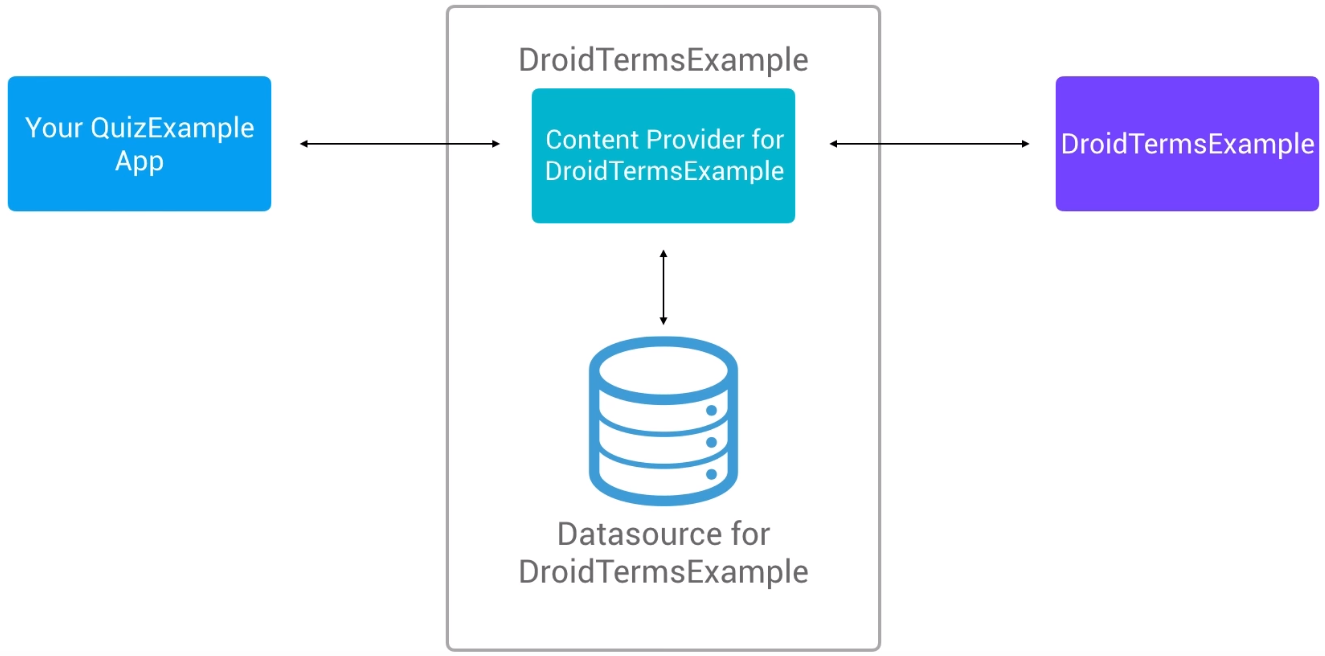 DroidTermsExample
Your QuizExample
App
Content Provider for
DroidTermsExample
DroidTermsExample
Datasource for
DroidTermsExample